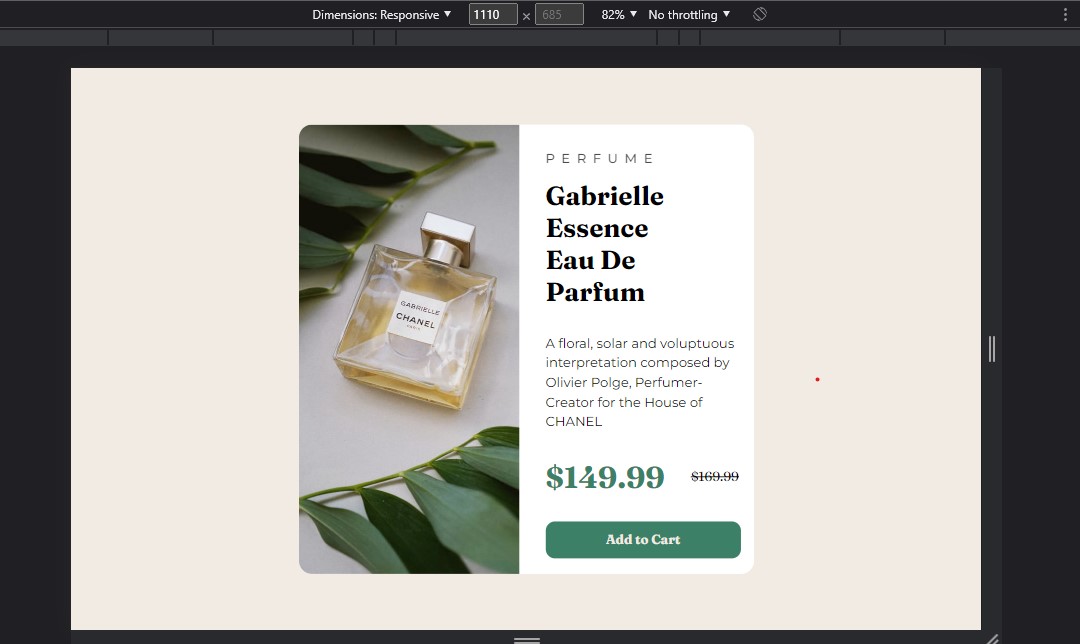 Dimensions: Responsive 1110 × 685 82% No throttling
GABRIELLE
CHANEL
PARIS
PERFUME
Gabrielle
Essence
Eau De
Parfum
A floral, solar and voluptuous
interpretation composed by
Olivier Polge, Perfumer-
Creator for the House of
CHANEL
$149.99 $169.99
Add to Cart